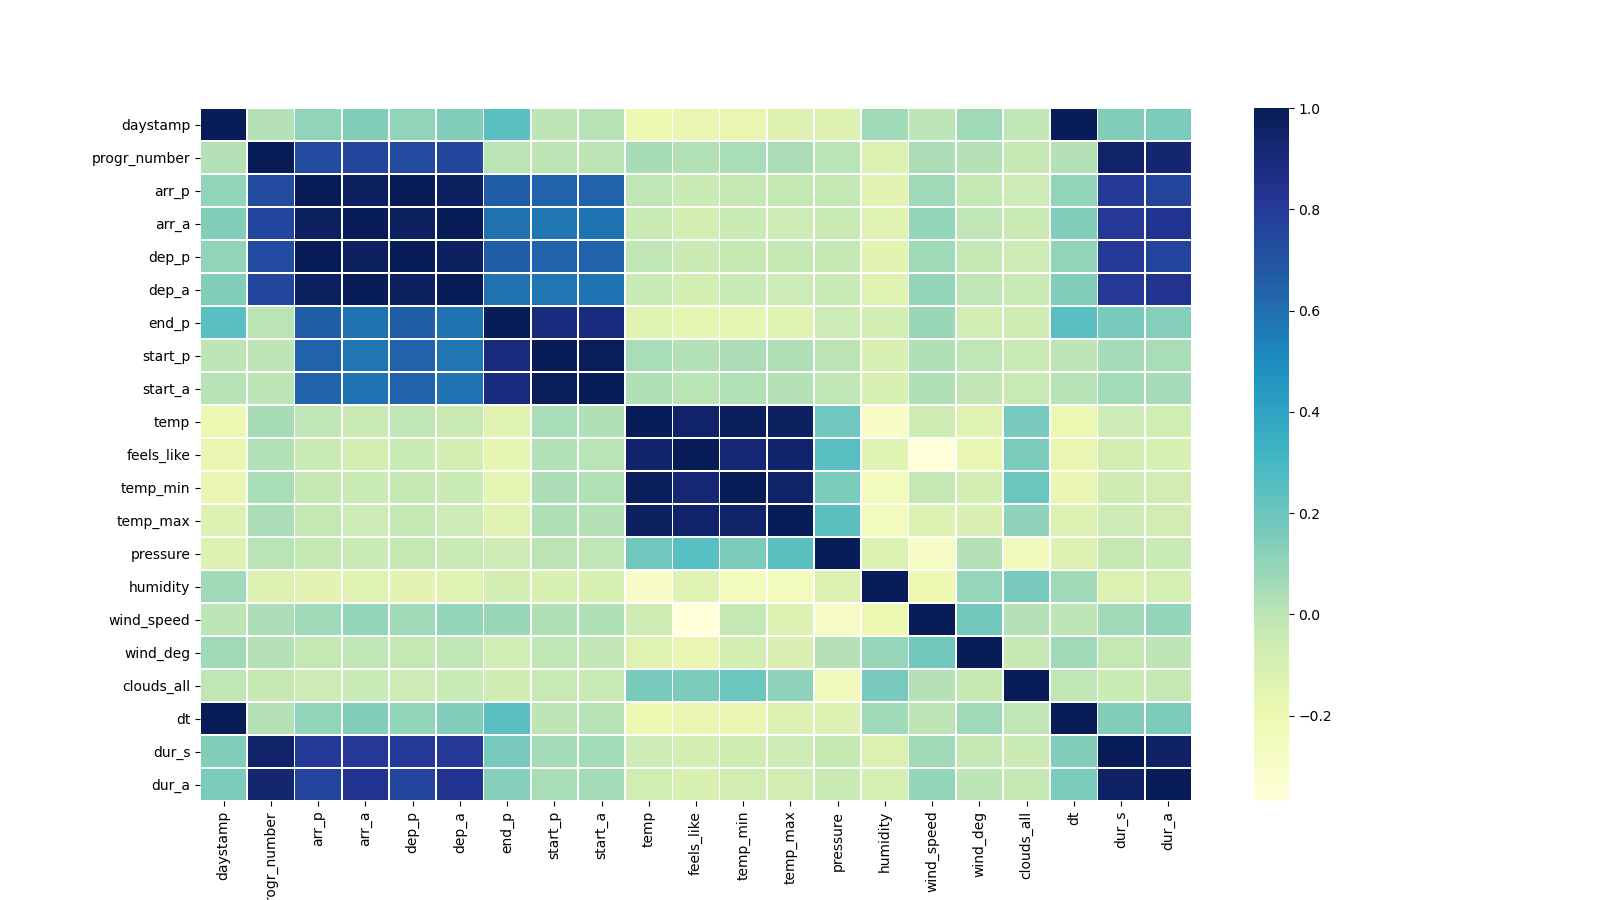 daystamp
progr_number
arr_p
arr_a
dep_p
dep_a
end_p
start_p
start_a
temp
feels_like
temp_min
temp_max
pressure
humidity
wind_speed
wind_deg
clouds_all
dt
dur_s
dur_a
daystamp
rogr_number
arr_p
arr_a
dep_p
dep_a
end_p
start_p
start_a
temp
feels_like
temp_min
temp_max
pressure
humidity
wind_speed
wind_deg
clouds_all
dt
dur_s
dur_a
1.0
0.8
0.6
0.4
0.2
0.0
−0.2